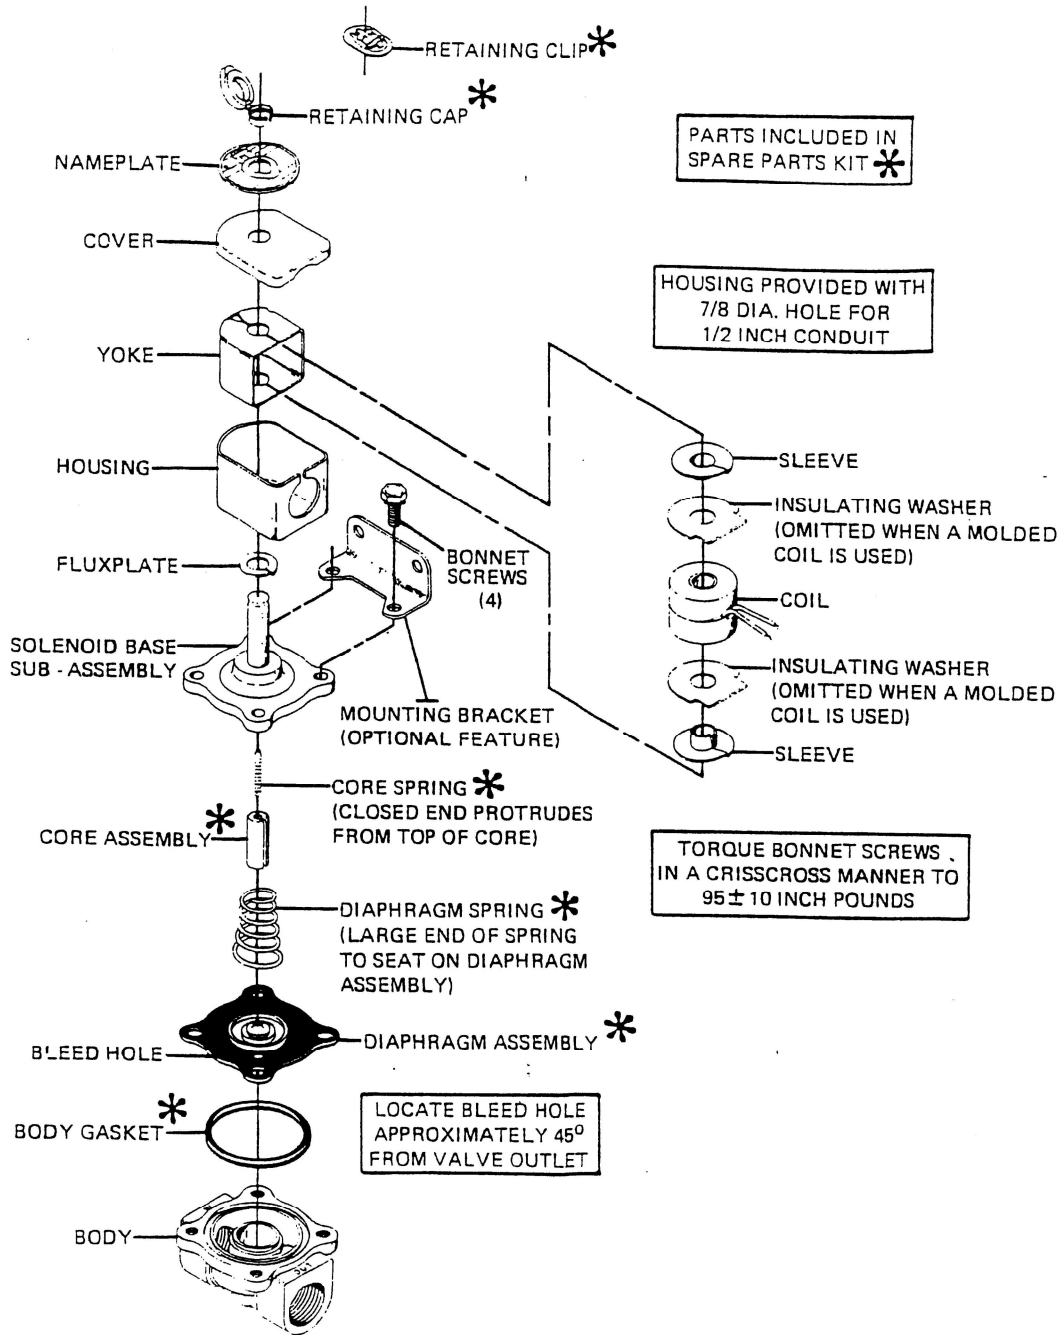 RETAINING CLIP*
RETAINING CAP*
NAMEPLATE
PARTS INCLUDED IN
SPARE PARTS KIT *
COVER
HOUSING PROVIDED WITH
7/8 DIA. HOLE FOR
1/2 INCH CONDUIT
YOKE
HOUSING
SLEEVE
INSULATING WASHER
(OMITTED WHEN A MOLDED
COIL IS USED)
BONNET
SCREWS
(4)
FLUXPLATE
COIL
SOLENOID BASE
SUB - ASSEMBLY
INSULATING WASHER
(OMITTED WHEN A MOLDED
COIL IS USED)
MOUNTING BRACKET
(OPTIONAL FEATURE)
SLEEVE
CORE SPRING *
(CLOSED END PROTRUDES
FROM TOP OF CORE)
CORE ASSEMBLY*
TORQUE BONNET SCREWS
IN A CRISSCROSS MANNER TO
95± 10 INCH POUNDS
DIAPHRAGM SPRING *
(LARGE END OF SPRING
TO SEAT ON DIAPHRAGM
ASSEMBLY)
DIAPHRAGM ASSEMBLY *
BLEED HOLE
BODY GASKET*
LOCATE BLEED HOLE
APPROXIMATELY 45º
FROM VALVE OUTLET
BODY
OUT